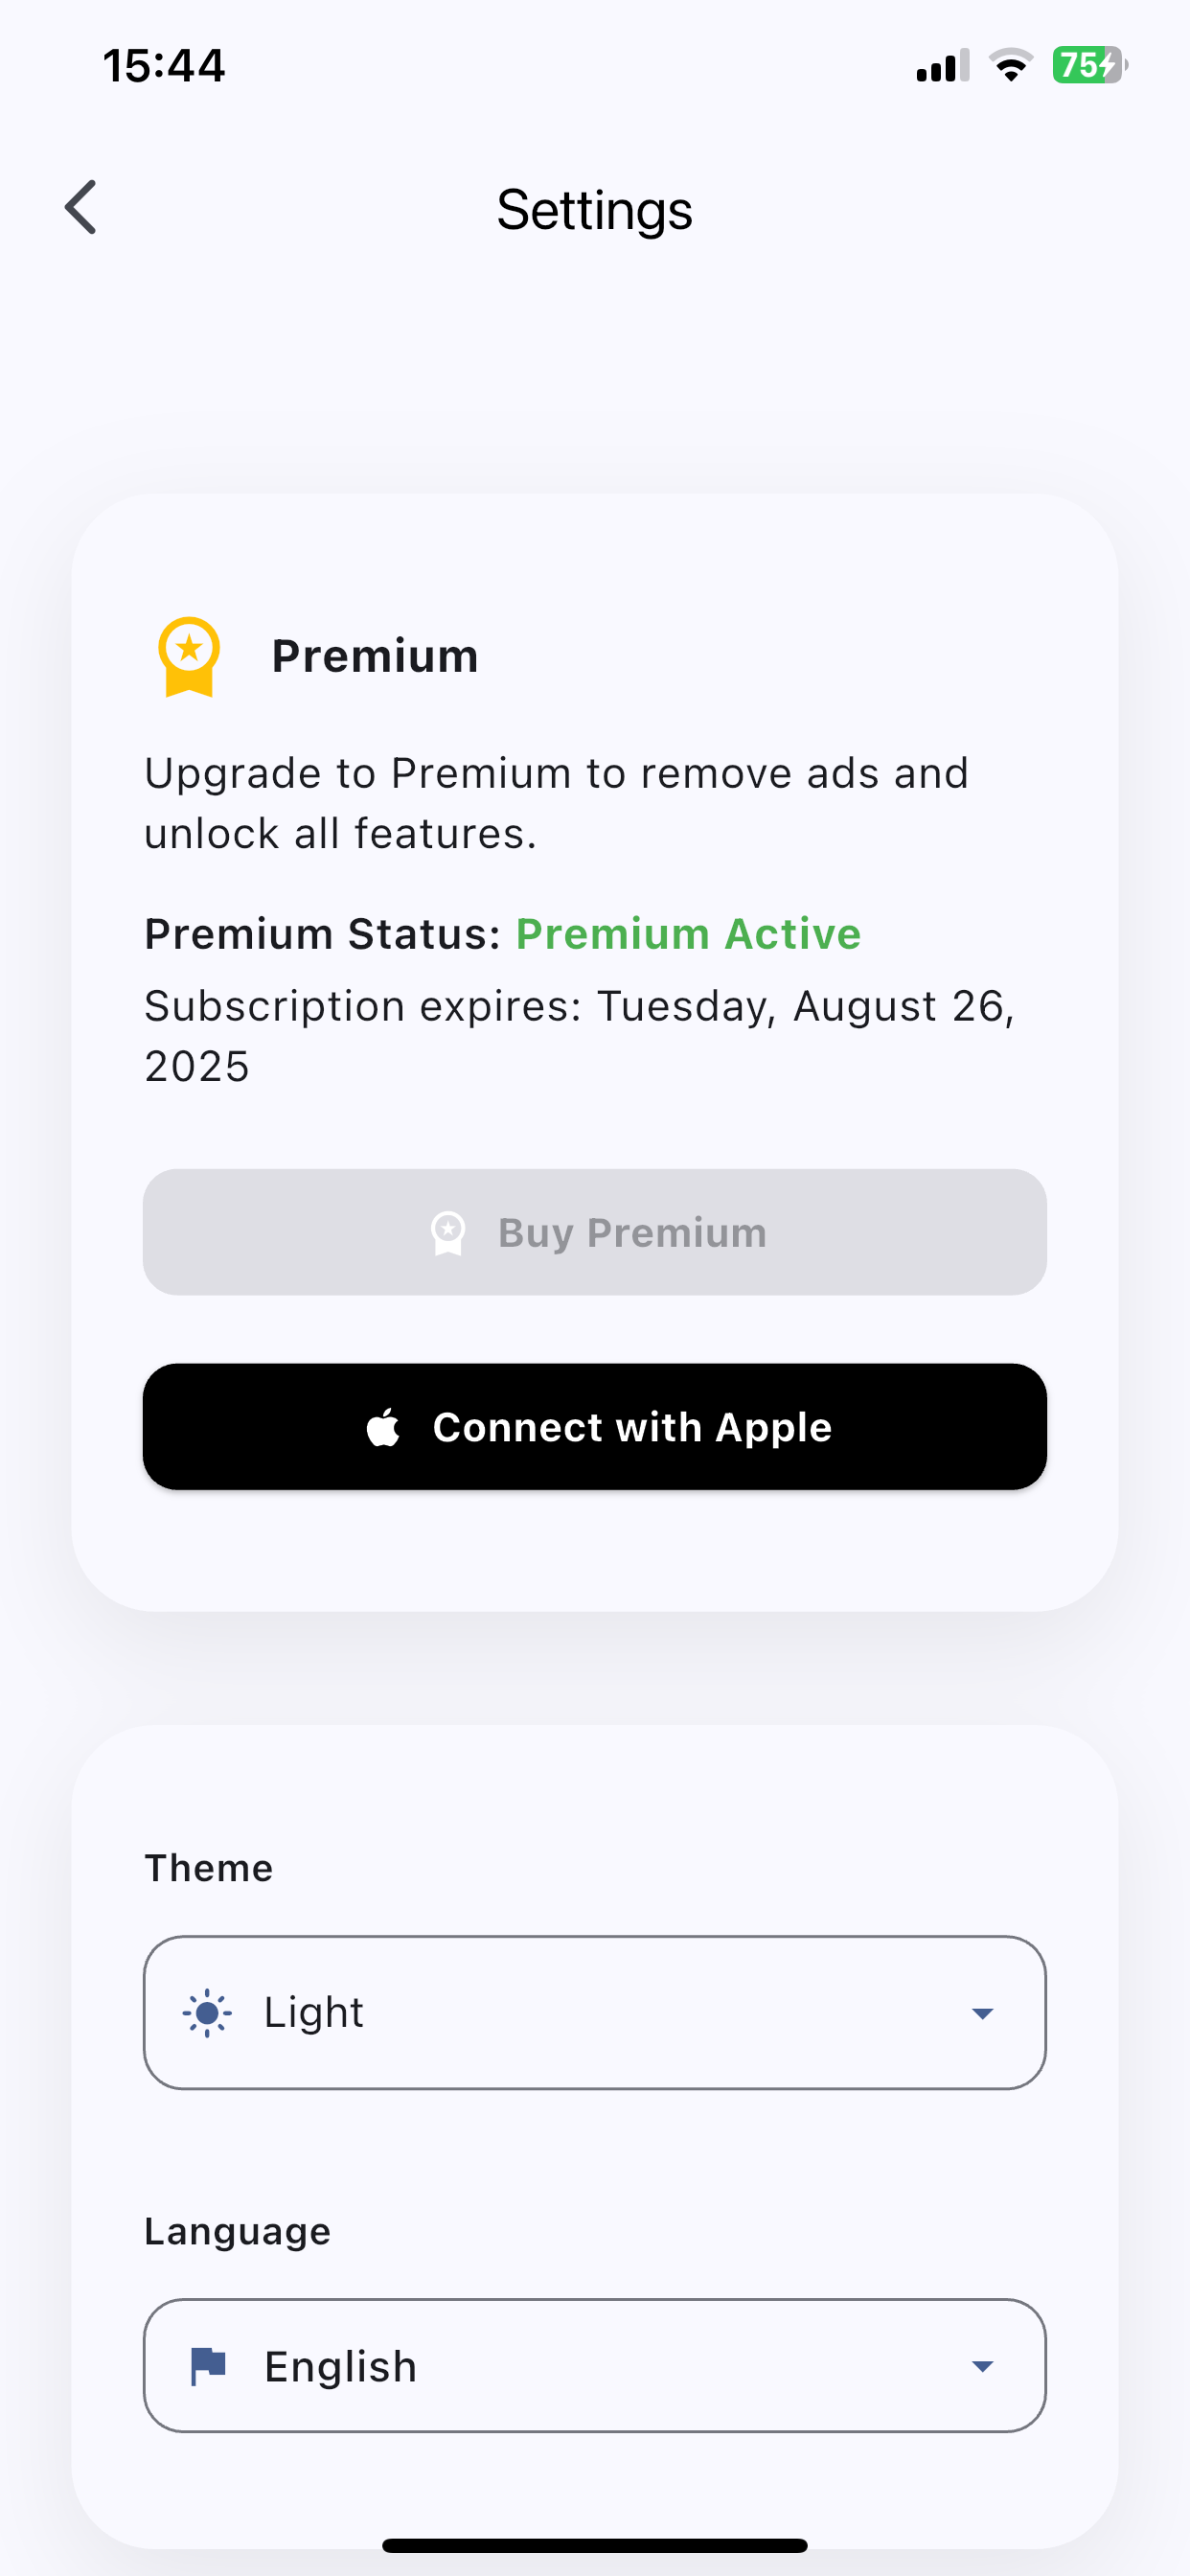 15:44
75
Settings
Premium
Upgrade to Premium to remove ads and
unlock all features.
Premium Status: Premium Active
Subscription expires: Tuesday, August 26,
2025
Buy Premium
Connect with Apple
Theme
Light
Language
English